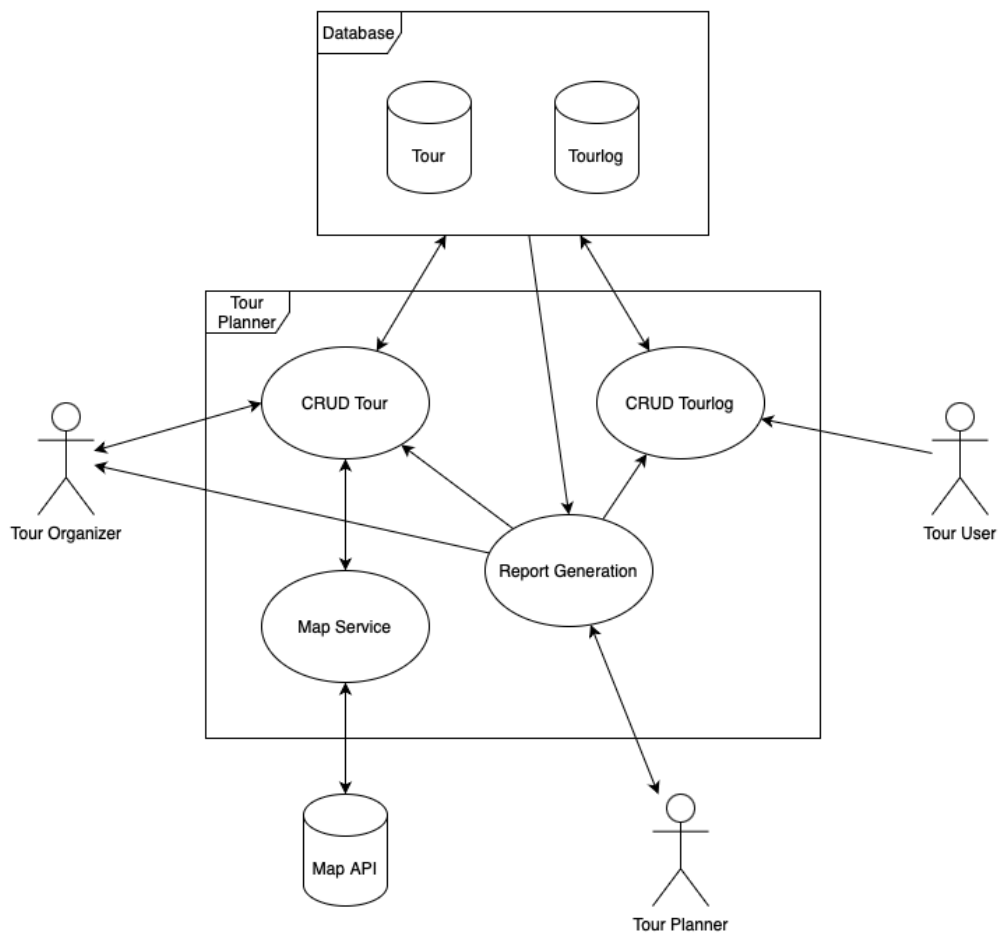 Database
Tour
Tourlog
Tour
Planner
CRUD Tour
CRUD Tourlog
Tour Organizer
Tour User
Report Generation
Map Service
Map API
Tour Planner